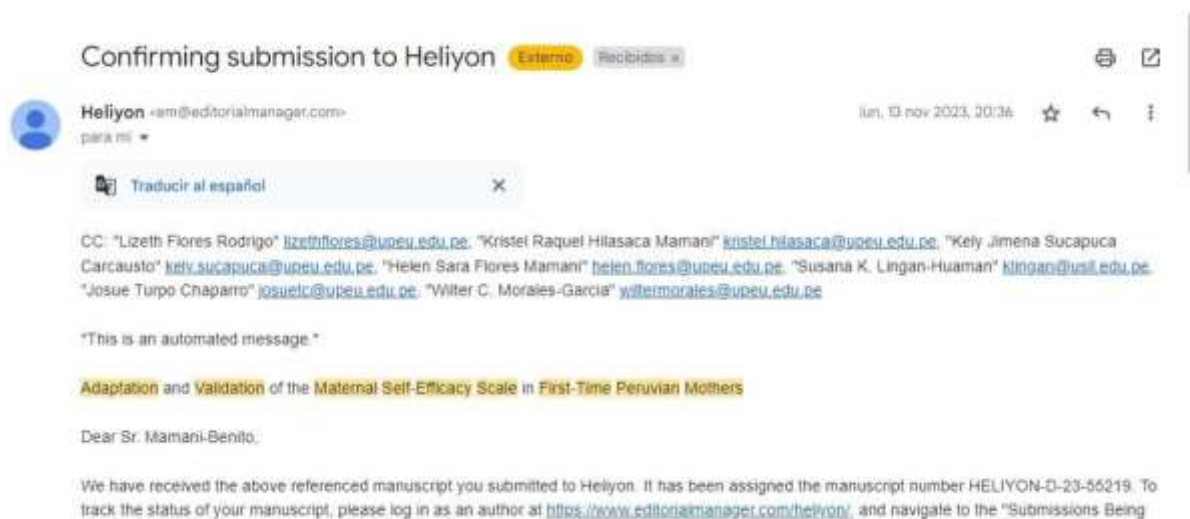 Confirming submission to Heliyon Externo Recibidos ×
Heliyon <em@editorialmanager.com>
lun, 13 nov 2023, 20:36
para mí
Traducir al español
CC: "Lizeth Flores Rodrigo" lizethflores@upeu.edu.pe, "Kristel Raquel Hilasaca Mamani" kristel.hilasaca@upeu.edu.pe, "Kely Jimena Sucapuca
Carcausto" kely.sucapuca@upeu.edu.pe, "Helen Sara Flores Mamani" helen.flores@upeu.edu.pe, "Susana K. Lingan-Huaman" klingan@usil.edu.pe,
"Josue Turpo Chaparro" josuetc@upeu.edu.pe, "Wilter C. Morales-García" wiltermorales@upeu.edu.pe
*This is an automated message.*
Adaptation and Validation of the Maternal Self-Efficacy Scale in First-Time Peruvian Mothers
Dear Sr. Mamani-Benito,
We have received the above referenced manuscript you submitted to Heliyon. It has been assigned the manuscript number HELIYON-D-23-55219. To
track the status of your manuscript, please log in as an author at https://www.editorialmanager.com/heliyon/, and navigate to the "Submissions Being